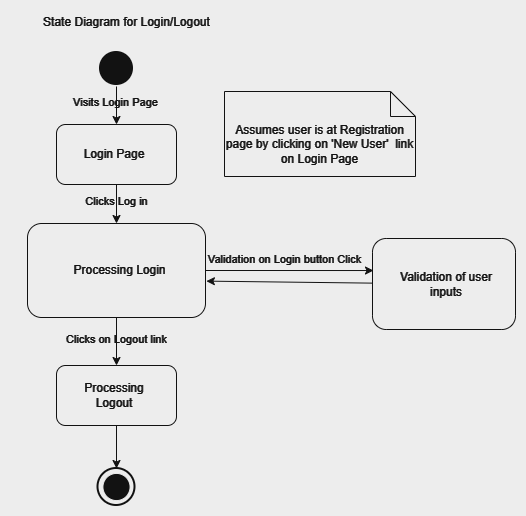 State Diagram for Login/Logout
Visits Login Page
Assumes user is at Registration
page by clicking on 'New User' link
on Login Page
Login Page
Clicks Log in
Processing Login
Validation on Login button Click
Validation of user
inputs
Clicks on Logout link
Processing
Logout